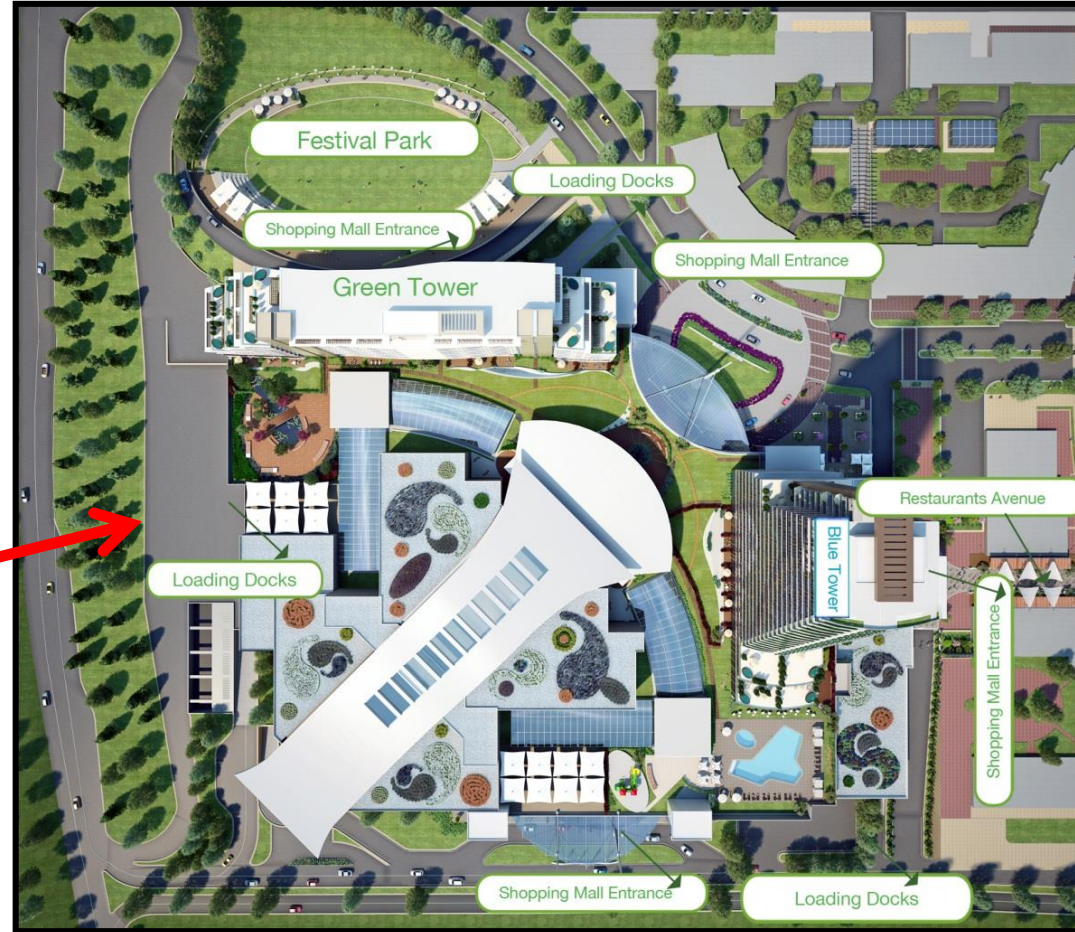 Festival Park
Loading Docks
Shopping Mall Entrance
Shopping Mall Entrance
Green Tower
Restaurants Avenue
Blue Tower
Loading Docks
Shopping Mall Entrance
Shopping Mall Entrance
Loading Docks